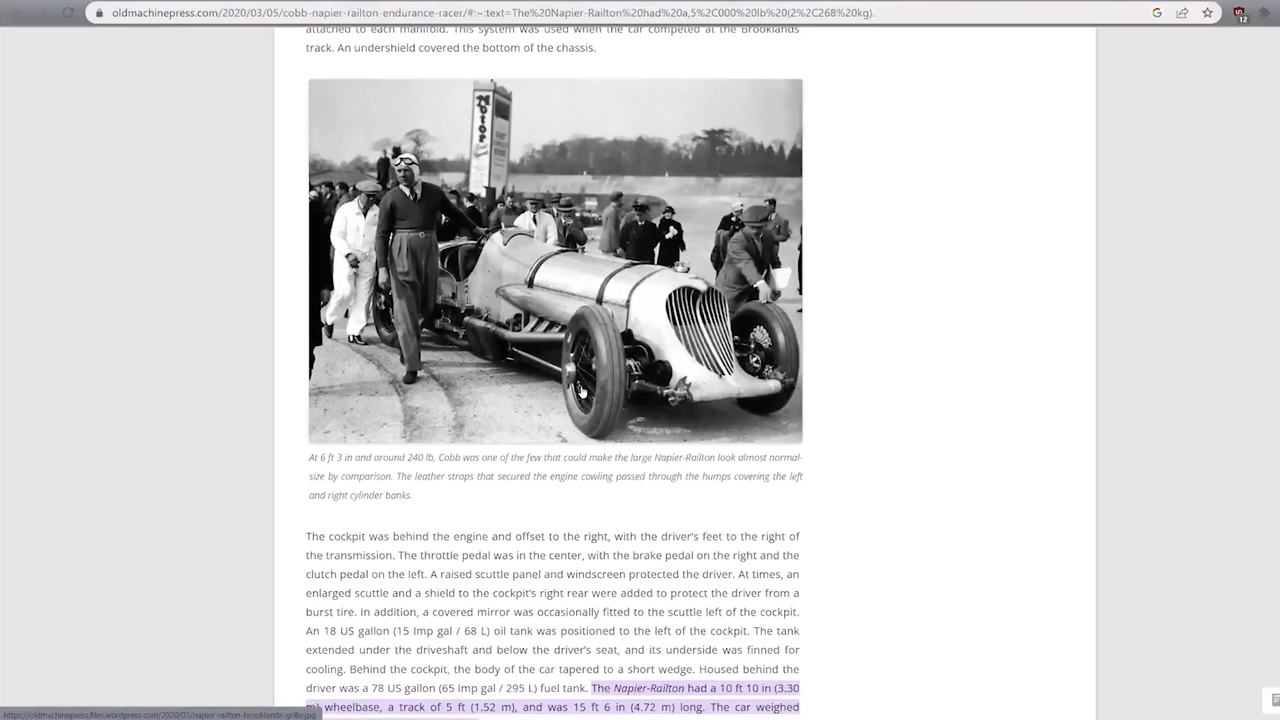 oldmachinepress.com/2020/03/05/cobb-napier-railton-endurance-racer/#:~:text=The%20Napier-Railton%20had%20a,5%2C000%20lb%20(2%2C268%20kg).
12
attached to each manifold. This system was used when the car competed at the Brooklands
track. An undershield covered the bottom of the chassis.
Motor
At 6 ft 3 in and around 240 lb, Cobb was one of the few that could make the large Napier-Railton look almost normal-
size by comparison. The leather straps that secured the engine cowling passed through the humps covering the left
and right cylinder banks.
The cockpit was behind the engine and offset to the right, with the driver's feet to the right of
the transmission. The throttle pedal was in the center, with the brake pedal on the right and the
clutch pedal on the left. A raised scuttle panel and windscreen protected the driver. At times, an
enlarged scuttle and a shield to the cockpit's right rear were added to protect the driver from a
burst tire. In addition, a covered mirror was occasionally fitted to the scuttle left of the cockpit.
An 18 US gallon (15 Imp gal / 68 L) oil tank was positioned to the left of the cockpit. The tank
extended under the driveshaft and below the driver's seat, and its underside was finned for
cooling. Behind the cockpit, the body of the car tapered to a short wedge. Housed behind the
driver was a 78 US gallon (65 Imp gal / 295 L) fuel tank. The Napier-Railton had a 10 ft 10 in (3.30
m) wheelbase, a track of 5 ft (1.52 m), and was 15 ft 6 in (4.72 m) long. The car weighed
https://oldmachinepress.files.wordpress.com/2020/03/napier-railton-brooklands-grille.jpg